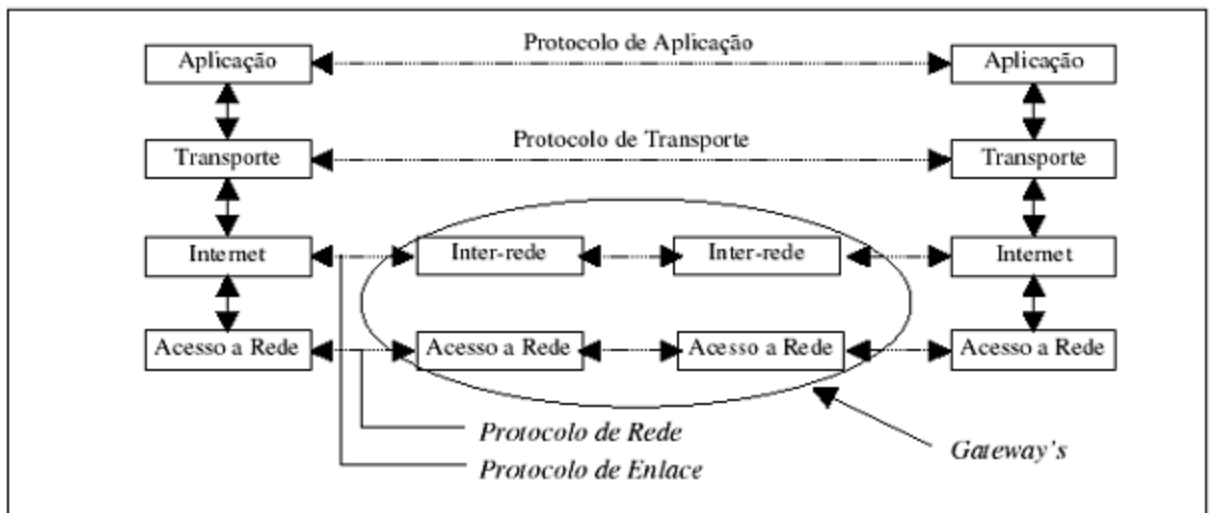 Protocolo de Aplicação
Aplicação Aplicação
Protocolo de Transporte
Transporte Transporte
Internet Inter-rede Inter-rede Internet
Acesso a Rede Acesso a Rede Acesso a Rede Acesso a Rede
Protocolo de Rede
Gateway's
Protocolo de Enlace